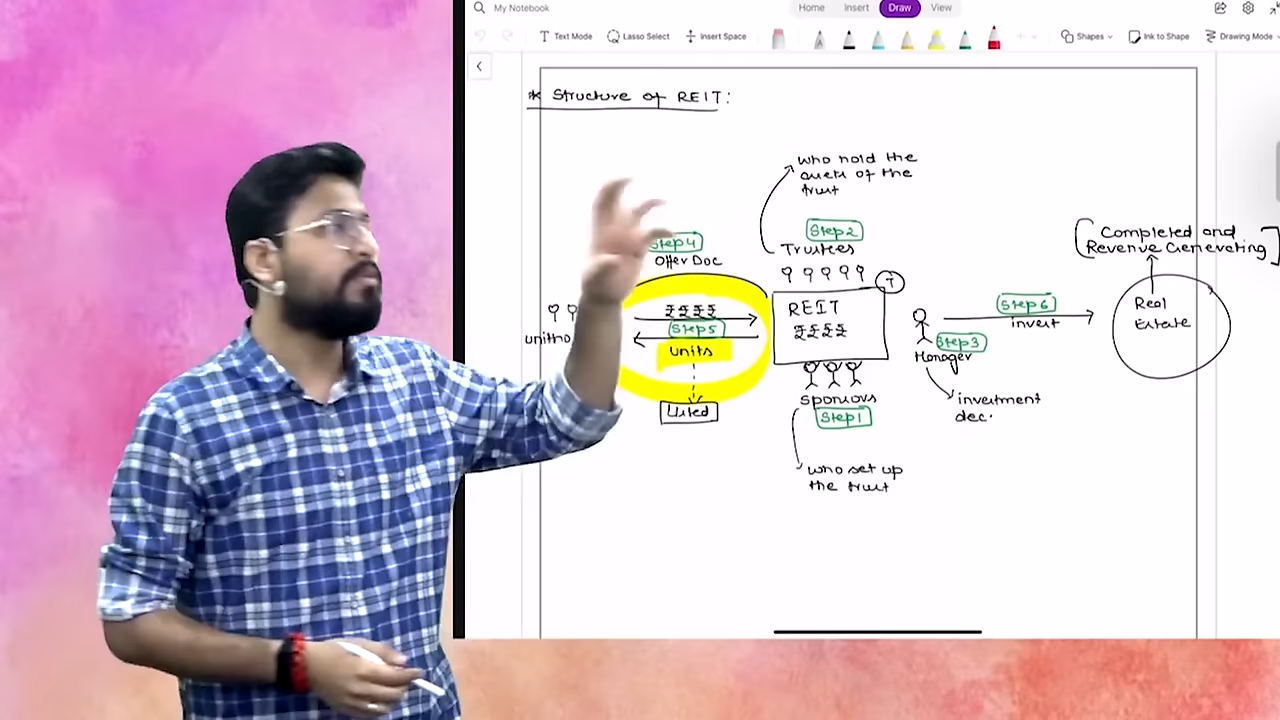 My Notebook
Home Insert Draw View
Text Mode Lasso Select Insert Space Shapes Ink to Shape Drawing Mode
* Structure of REIT:
who hold the
assets of the
trust
Step2
Trustees
Step4
Offer Doc
₹₹₹₹
Step5
units
Listed
unitho
T
REIT
₹₹₹₹
Sponsors
Step1
who set up
the trust
Step3
Manager
investment
dec.
Step6
invest
[Completed and
Revenue Generating]
Real
Estate